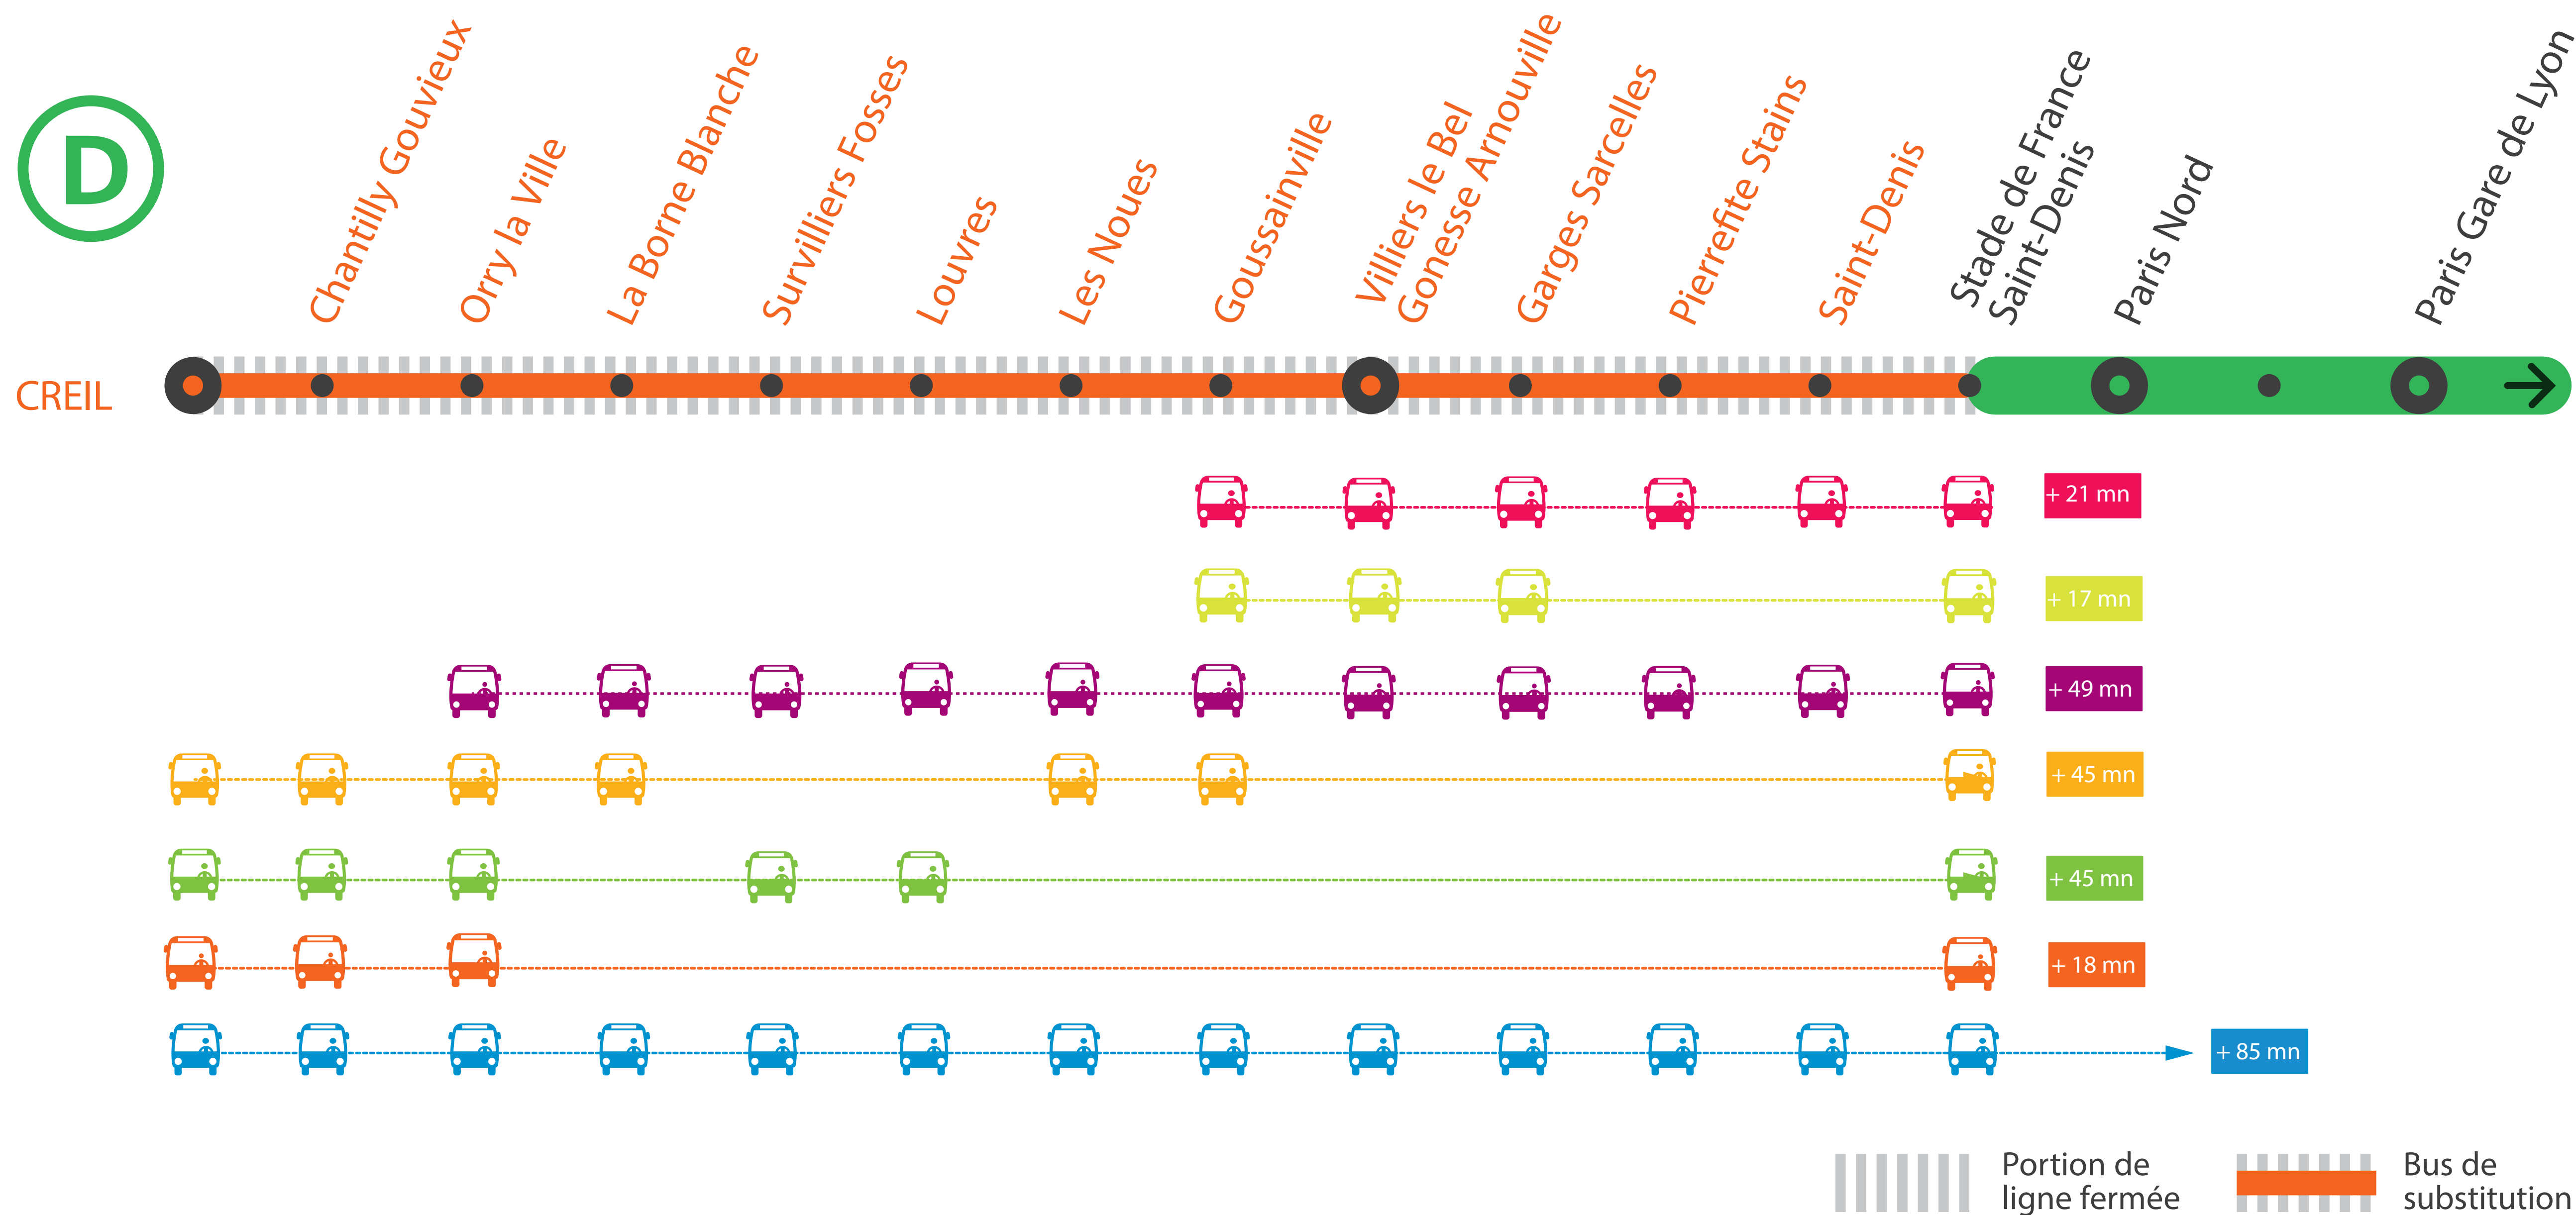 D
Chantilly Gouvieux
Orry la Ville
La Borne Blanche
Survilliers Fosses
Louvres
Les Noues
Goussainville
Villiers le Bel
Gonesse Arnouville
Garges Sarcelles
Pierrefite Stains
Saint-Denis
Stade de France
Saint-Denis
Paris Nord
Paris Gare de Lyon
CREIL
+ 21 mn
+ 17 mn
+ 49 mn
+ 45 mn
+ 45 mn
+ 18 mn
+ 85 mn
Portion de
ligne fermée
Bus de
substitution